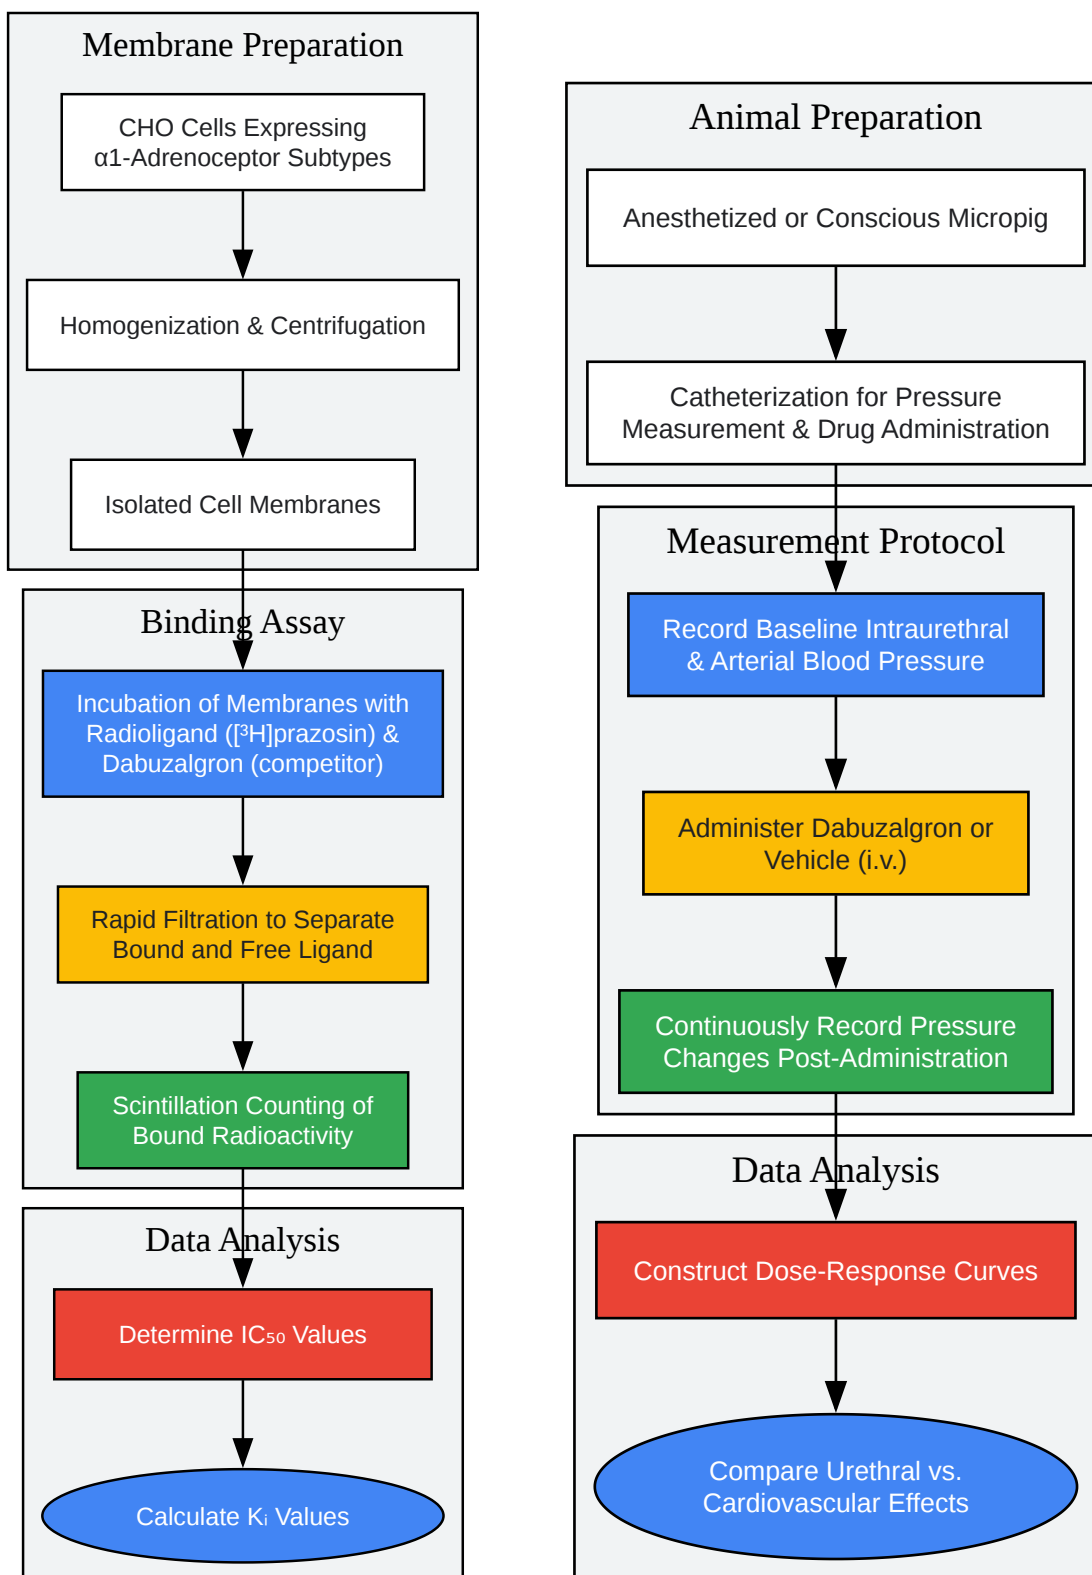 Membrane Preparation
CHO Cells Expressing
α1-Adrenoceptor Subtypes
Homogenization & Centrifugation
Isolated Cell Membranes
Binding Assay
Incubation of Membranes with
Radioligand ([³H]prazosin) &
Dabuzalgron (competitor)
Rapid Filtration to Separate
Bound and Free Ligand
Scintillation Counting of
Bound Radioactivity
Data Analysis
Determine IC₅₀ Values
Calculate Kᵢ Values
Animal Preparation
Anesthetized or Conscious Micropig
Catheterization for Pressure
Measurement & Drug Administration
Measurement Protocol
Record Baseline Intraurethral
& Arterial Blood Pressure
Administer Dabuzalgron or
Vehicle (i.v.)
Continuously Record Pressure
Changes Post-Administration
Data Analysis
Construct Dose-Response Curves
Compare Urethral vs.
Cardiovascular Effects